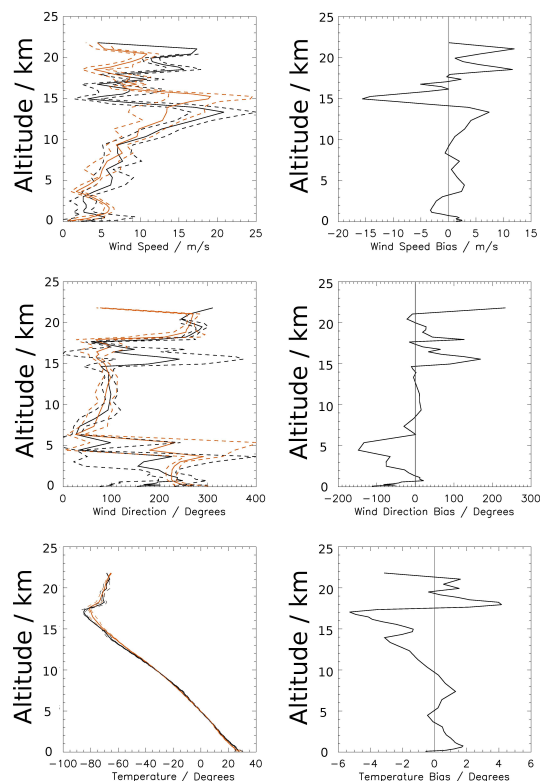 25
20
15
10
5
0
Altitude / km
0 5 10 15 20 25
Wind Speed / m/s
25
20
15
10
5
0
Altitude / km
−20 −15 −10 −5 0 5 10 15
Wind Speed Bias / m/s
25
20
15
10
5
0
Altitude / km
0 100 200 300 400
Wind Direction / Degrees
25
20
15
10
5
0
Altitude / km
−200 −100 0 100 200 300
Wind Direction Bias / Degrees
25
20
15
10
5
0
Altitude / km
−100 −80 −60 −40 −20 0 20 40
Temperature / Degrees
25
20
15
10
5
0
Altitude / km
−6 −4 −2 0 2 4 6
Temperature Bias / Degrees